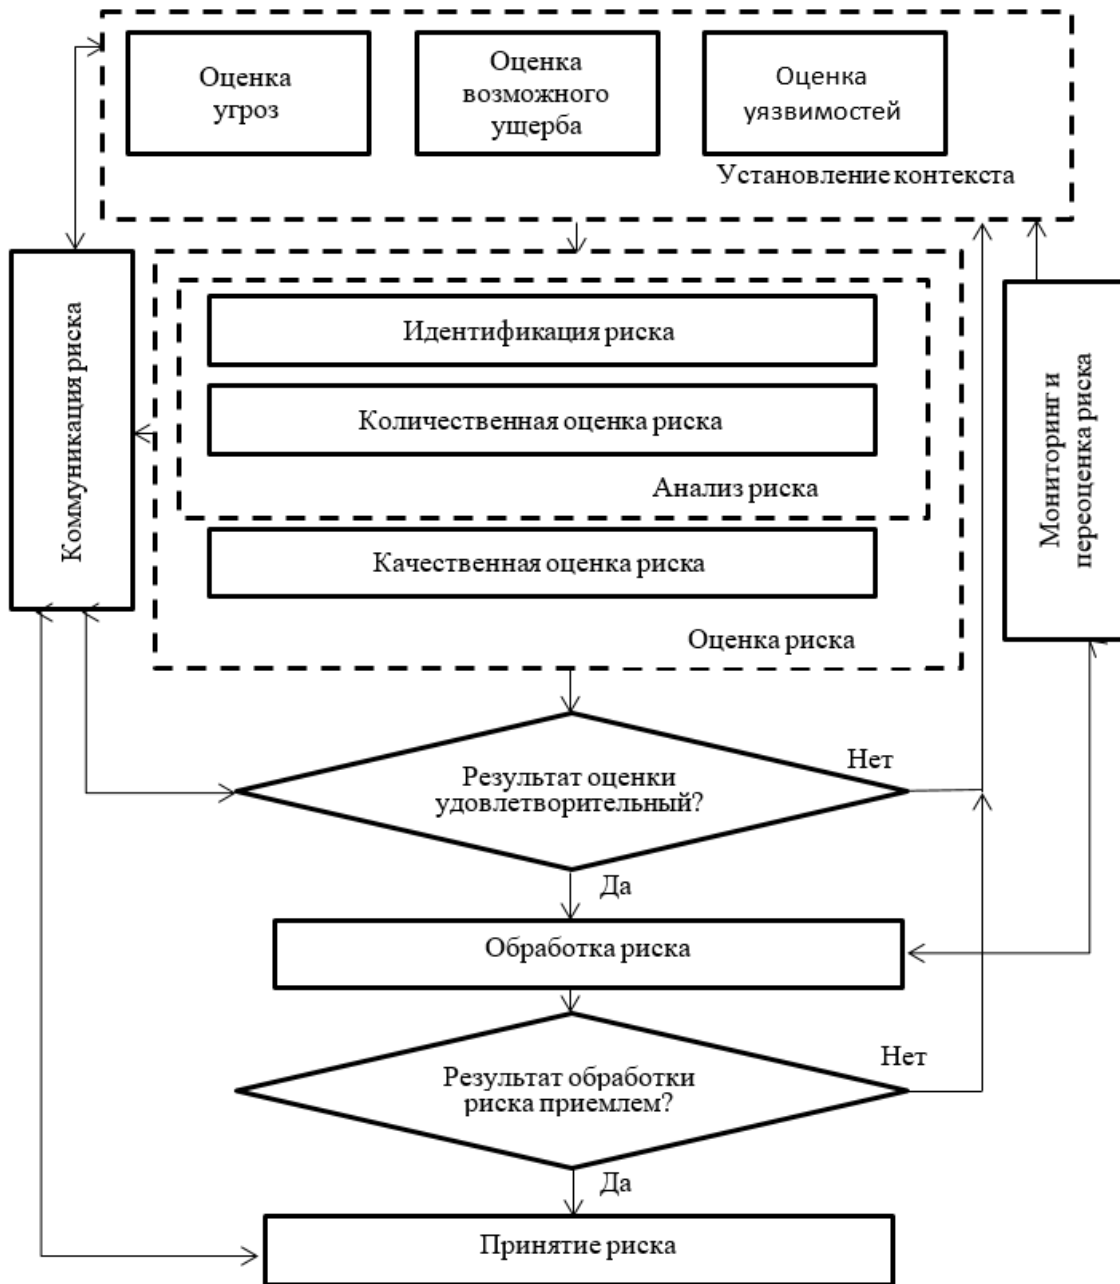 Оценка
угроз
Оценка
возможного
ущерба
Оценка
уязвимостей
Установление контекста
Коммуникация риска
Идентификация риска
Количественная оценка риска
Анализ риска
Качественная оценка риска
Оценка риска
Мониторинг и
переоценка риска
Результат оценки
удовлетворительный?
Нет
Да
Обработка риска
Результат обработки
риска приемлем?
Нет
Да
Принятие риска